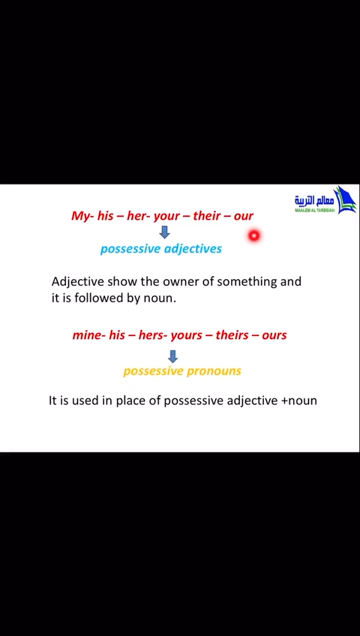 معالم التربية
MAALEM AL TARBEIAH
My- his – her- your – their – our
possessive adjectives
Adjective show the owner of something and
it is followed by noun.
mine- his – hers- yours – theirs – ours
possessive pronouns
It is used in place of possessive adjective +noun